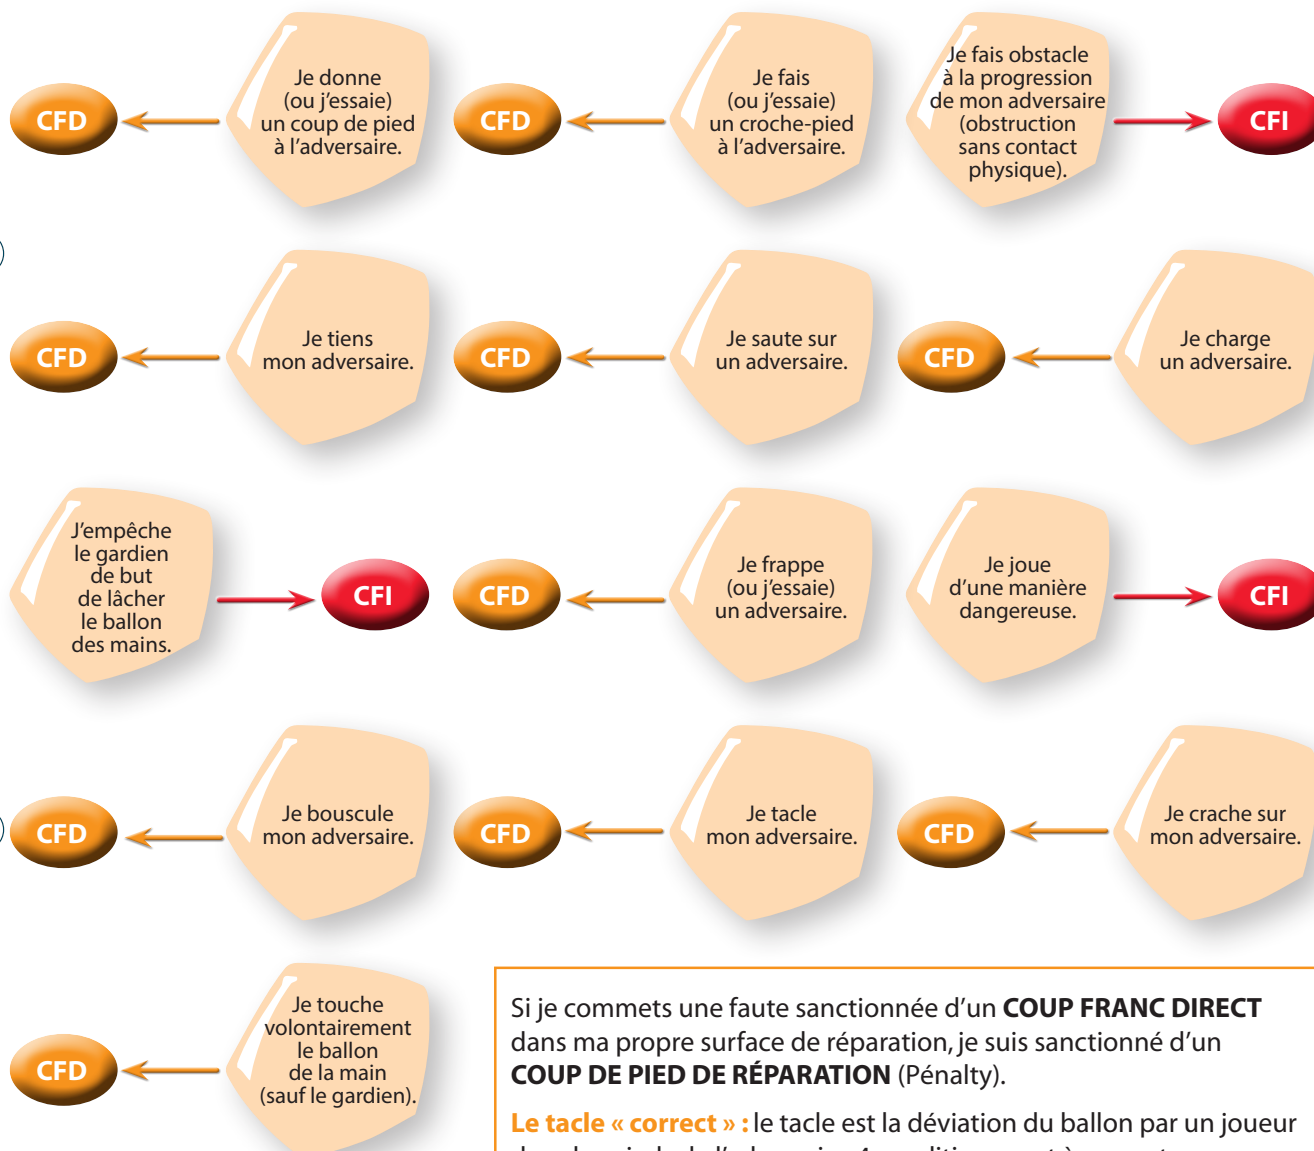 CFD
Je donne
(ou j’essaie)
un coup de pied
à l’adversaire.
CFD
Je fais
(ou j’essaie)
un croche-pied
à l’adversaire.
Je fais obstacle
à la progression
de mon adversaire
(obstruction
sans contact
physique).
CFI
CFD
Je tiens
mon adversaire.
CFD
Je saute sur
un adversaire.
CFD
Je charge
un adversaire.
J’empêche
le gardien
de but
de lâcher
le ballon
des mains.
CFI
CFD
Je frappe
(ou j’essaie)
un adversaire.
Je joue
d’une manière
dangereuse.
CFI
CFD
Je bouscule
mon adversaire.
CFD
Je tacle
mon adversaire.
CFD
Je crache sur
mon adversaire.
CFD
Je touche
volontairement
le ballon
de la main
(sauf le gardien).
Si je commets une faute sanctionnée d’un COUP FRANC DIRECT
dans ma propre surface de réparation, je suis sanctionné d’un
COUP DE PIED DE RÉPARATION (Pénalty).
Le tacle « correct » : le tacle est la déviation du ballon par un joueur